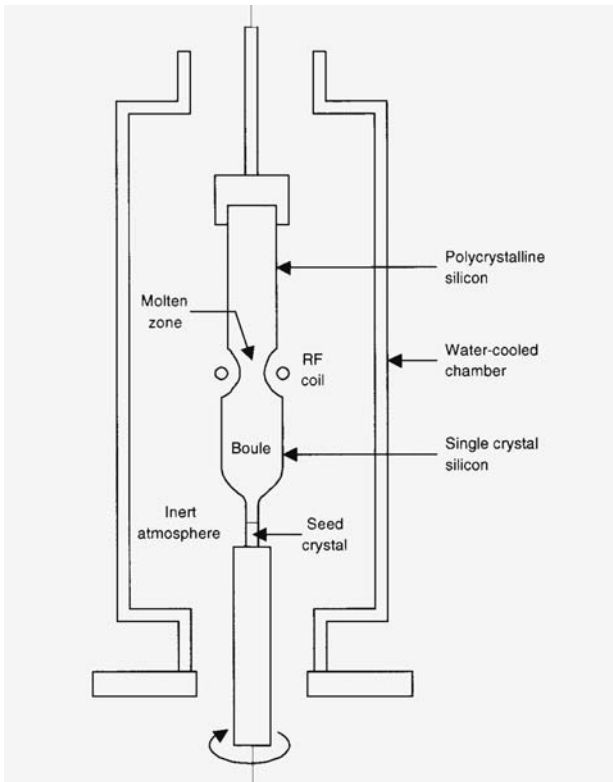 Polycrystalline
silicon
Molten
zone
RF
coil
Water-cooled
chamber
Boule
Single crystal
silicon
Inert
atmosphere
Seed
crystal